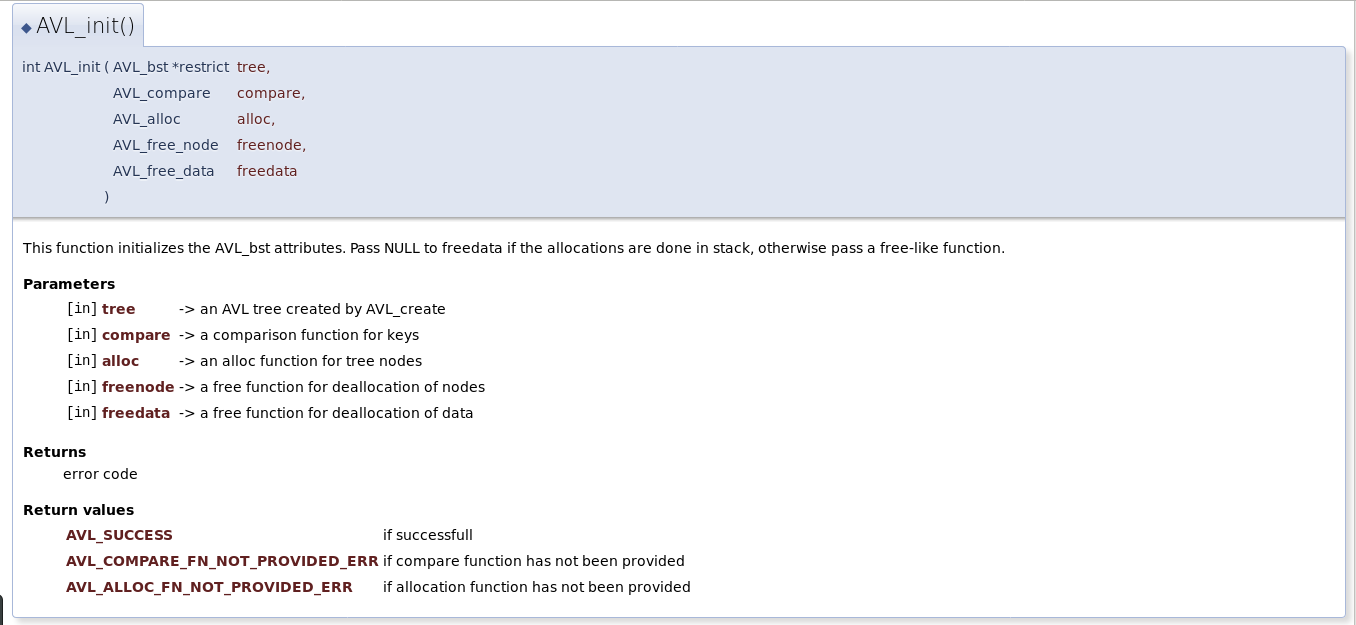 ◆ AVL_init()
int AVL_init ( AVL_bst *restrict tree,
AVL_compare compare,
AVL_alloc alloc,
AVL_free_node freenode,
AVL_free_data freedata
)
This function initializes the AVL_bst attributes. Pass NULL to freedata if the allocations are done in stack, otherwise pass a free-like function.
Parameters
[in] tree -> an AVL tree created by AVL_create
[in] compare -> a comparison function for keys
[in] alloc -> an alloc function for tree nodes
[in] freenode -> a free function for deallocation of nodes
[in] freedata -> a free function for deallocation of data
Returns
error code
Return values
AVL_SUCCESS if successfull
AVL_COMPARE_FN_NOT_PROVIDED_ERR if compare function has not been provided
AVL_ALLOC_FN_NOT_PROVIDED_ERR if allocation function has not been provided